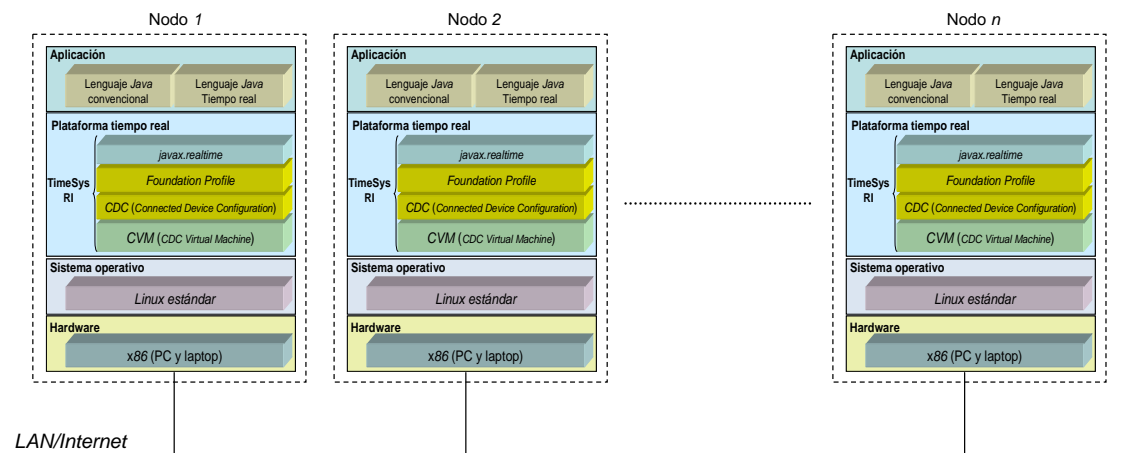 Nodo 1
Aplicación
Lenguaje Java
convencional
Lenguaje Java
Tiempo real
Plataforma tiempo real
TimeSys
RI
javax.realtime
Foundation Profile
CDC (Connected Device Configuration)
CVM (CDC Virtual Machine)
Sistema operativo
Linux estándar
Hardware
x86 (PC y laptop)
Nodo 2
Aplicación
Lenguaje Java
convencional
Lenguaje Java
Tiempo real
Plataforma tiempo real
TimeSys
RI
javax.realtime
Foundation Profile
CDC (Connected Device Configuration)
CVM (CDC Virtual Machine)
Sistema operativo
Linux estándar
Hardware
x86 (PC y laptop)
Nodo n
Aplicación
Lenguaje Java
convencional
Lenguaje Java
Tiempo real
Plataforma tiempo real
TimeSys
RI
javax.realtime
Foundation Profile
CDC (Connected Device Configuration)
CVM (CDC Virtual Machine)
Sistema operativo
Linux estándar
Hardware
x86 (PC y laptop)
LAN/Internet